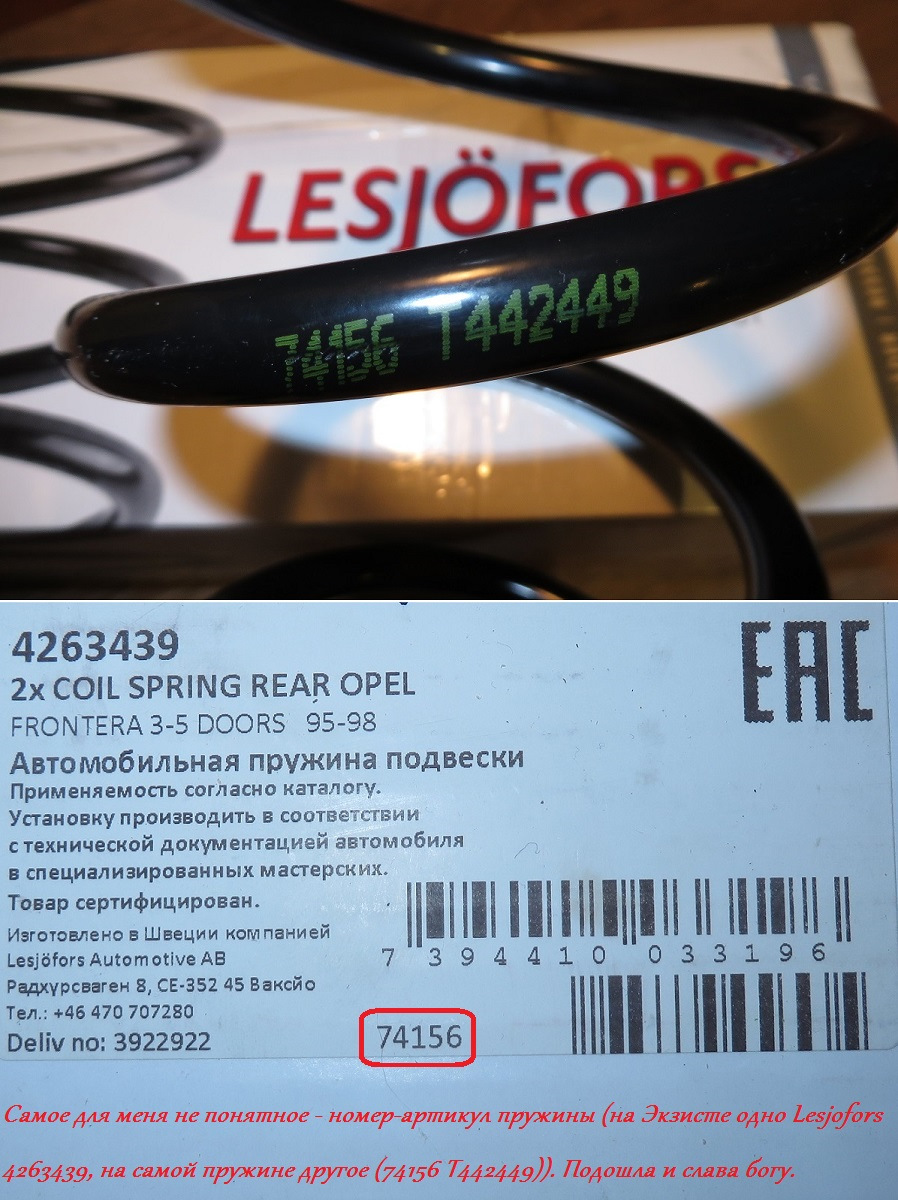 LESJÖFORS
74156 T442449
4263439
EAC
2x COIL SPRING REAR OPEL
FRONTERA 3-5 DOORS 95-98
Автомобильная пружина подвески
Применяемость согласно каталогу.
Установку производить в соответствии
с технической документацией автомобиля
в специализированных мастерских.
Товар сертифицирован.
Изготовлено в Швеции компанией
Lesjöfors Automotive AB
7 394410 033196
Радхурсваген 8, CE-352 45 Ваксйо
Тел.: +46 470 707280
Deliv no: 3922922
74156
Самое для меня не понятное - номер-артикул пружины (на Экзисте одно Lesjofors
4263439, на самой пружине другое (74156 T442449)). Подошла и слава богу.